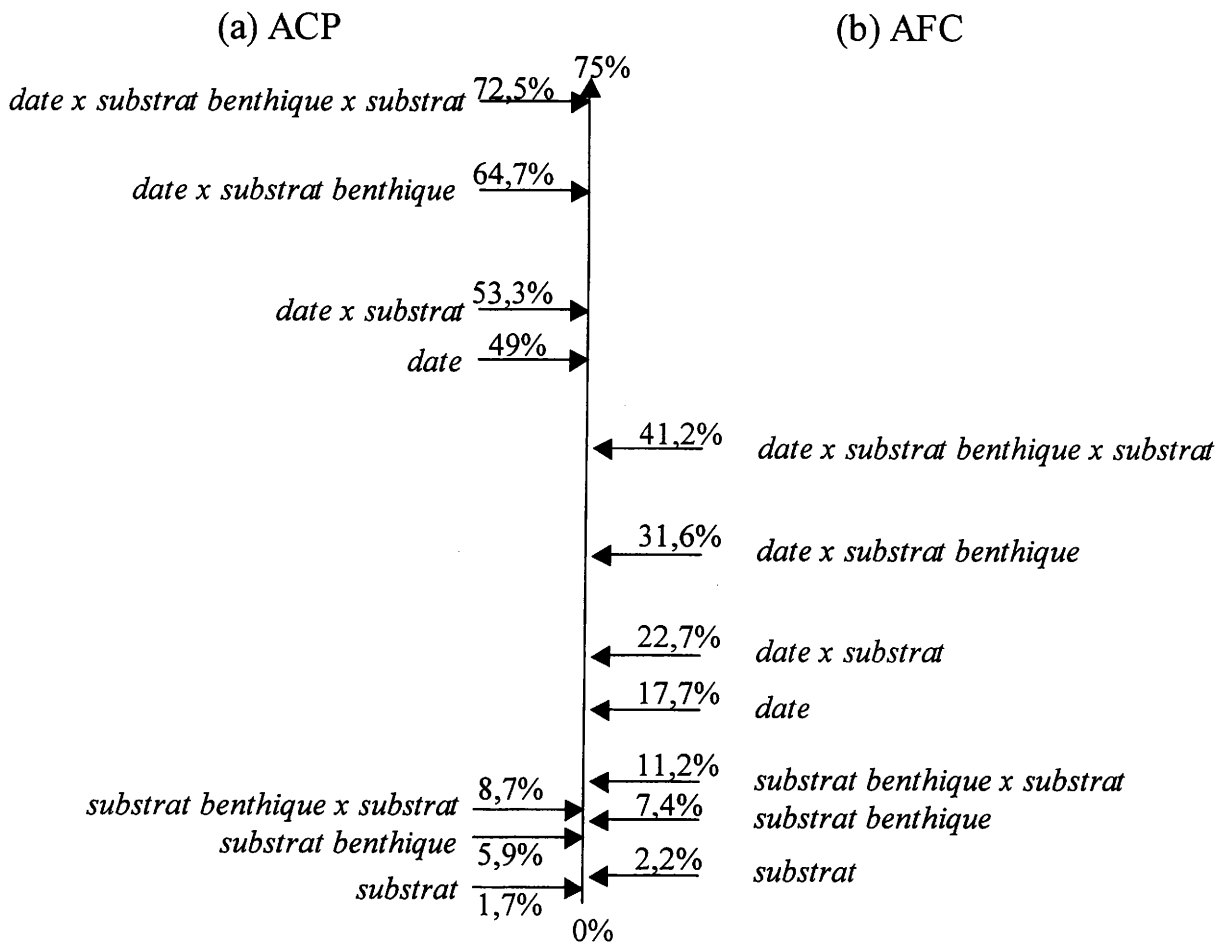 (a) ACP
(b) AFC
75%
date x substrat benthique x substrat 72,5%
date x substrat benthique 64,7%
date x substrat 53,3%
date 49%
41,2% date x substrat benthique x substrat
31,6% date x substrat benthique
22,7% date x substrat
17,7% date
11,2% substrat benthique x substrat
substrat benthique x substrat 8,7%
7,4% substrat benthique
substrat benthique 5,9%
2,2% substrat
substrat 1,7%
0%